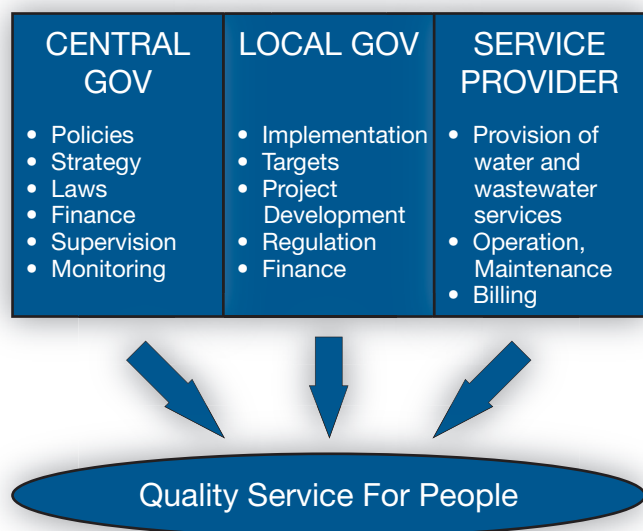 CENTRAL
GOV
• Policies
• Strategy
• Laws
• Finance
• Supervision
• Monitoring
LOCAL GOV
• Implementation
• Targets
• Project
Development
• Regulation
• Finance
SERVICE
PROVIDER
• Provision of
water and
wastewater
services
• Operation,
Maintenance
• Billing
Quality Service For People